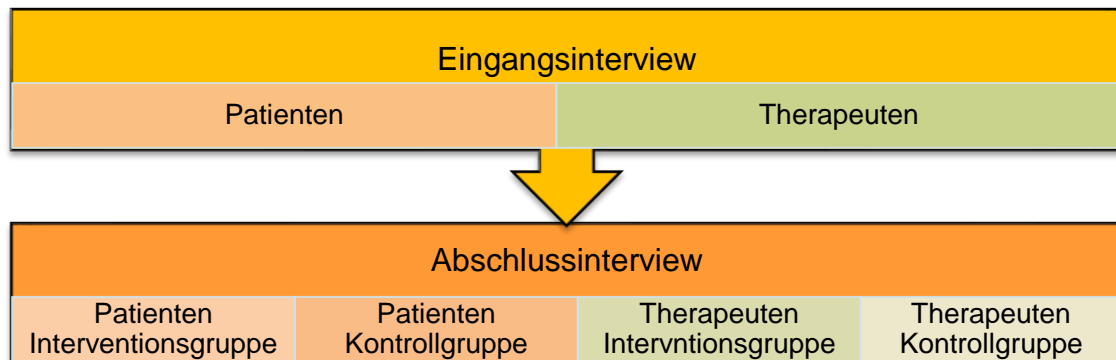 Eingangsinterview
Patienten
Therapeuten
Abschlussinterview
Patienten
Interventionsgruppe
Patienten
Kontrollgruppe
Therapeuten
Intervntionsgruppe
Therapeuten
Kontrollgruppe